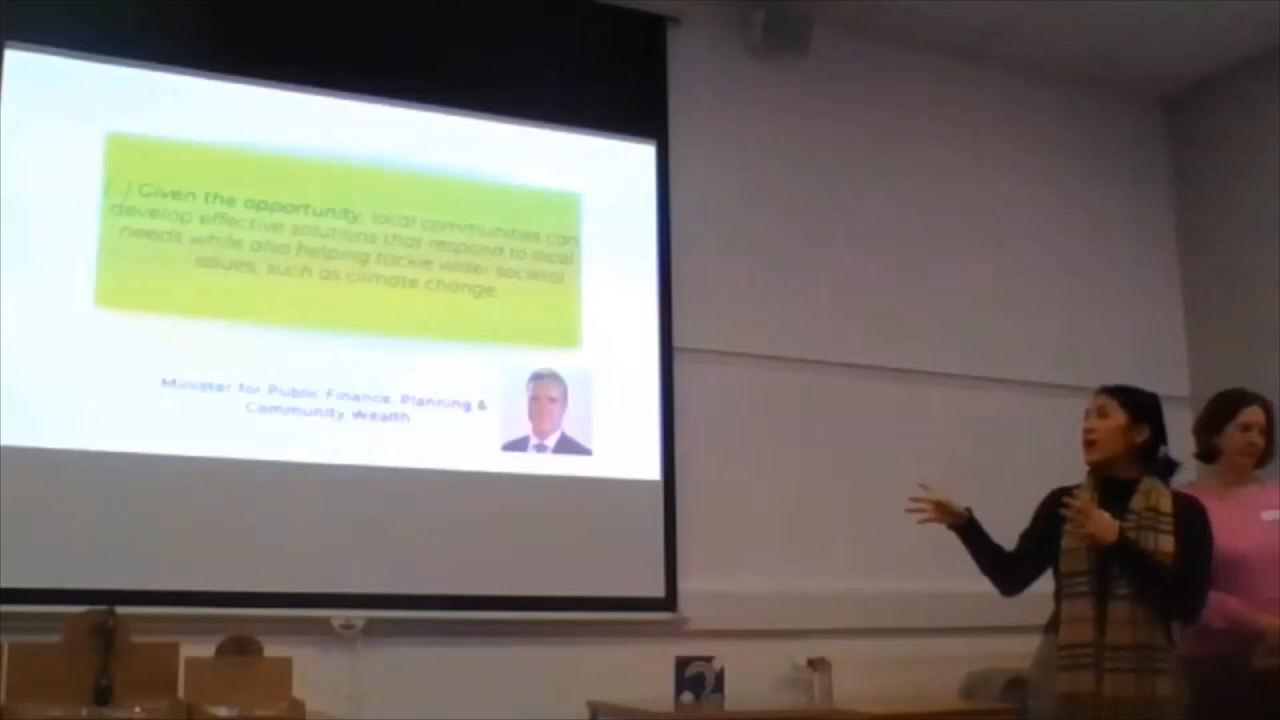 [...] Given the opportunity, local communities can
develop effective solutions that respond to local
needs while also helping tackle wider societal
issues, such as climate change.
Minister for Public Finance, Planning &
Community Wealth